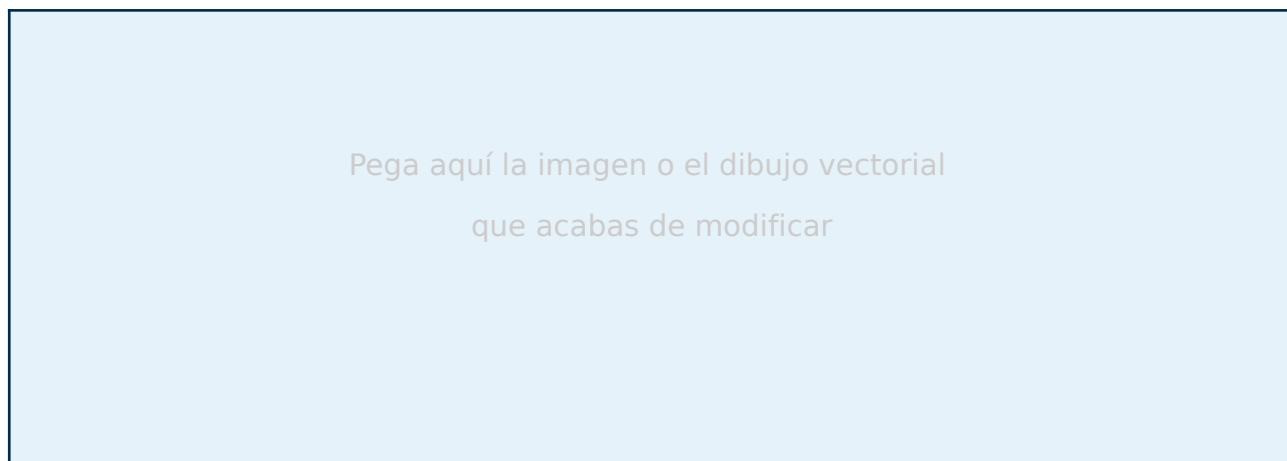 Pega aquí la imagen o el dibujo vectorial
que acabas de modificar